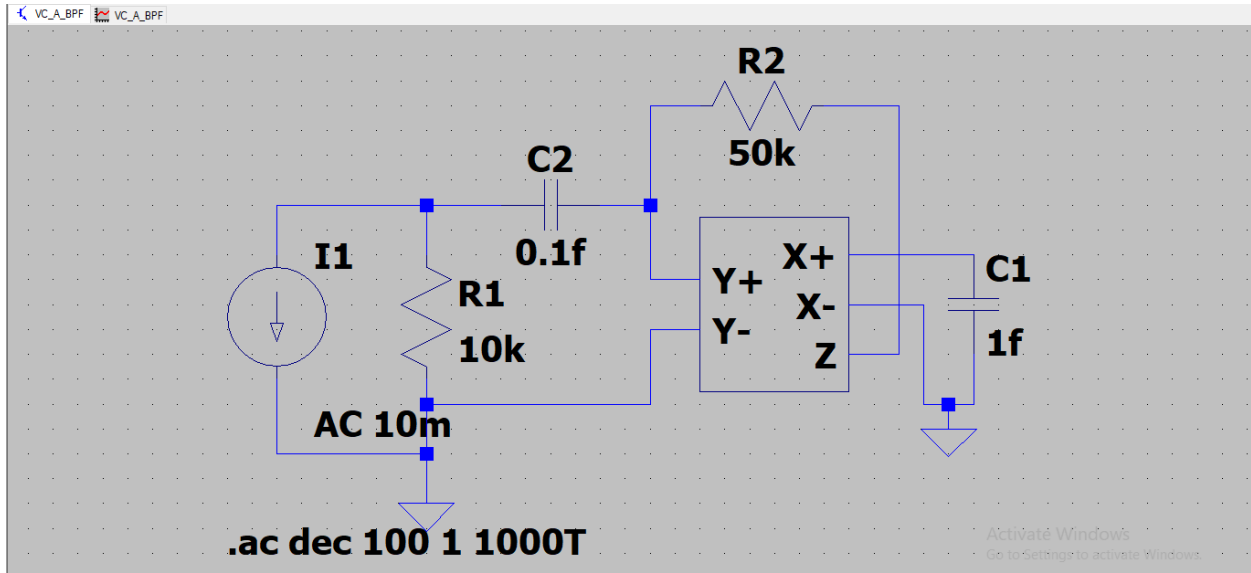 VC_A_BPF VC_A_BPF
R2
50k
C2
0.1f
I1
R1
10k
AC 10m
Y+
Y-
X+
X-
Z
C1
1f
.ac dec 100 1 1000T
Activate Windows
Go to Settings to activate Windows.